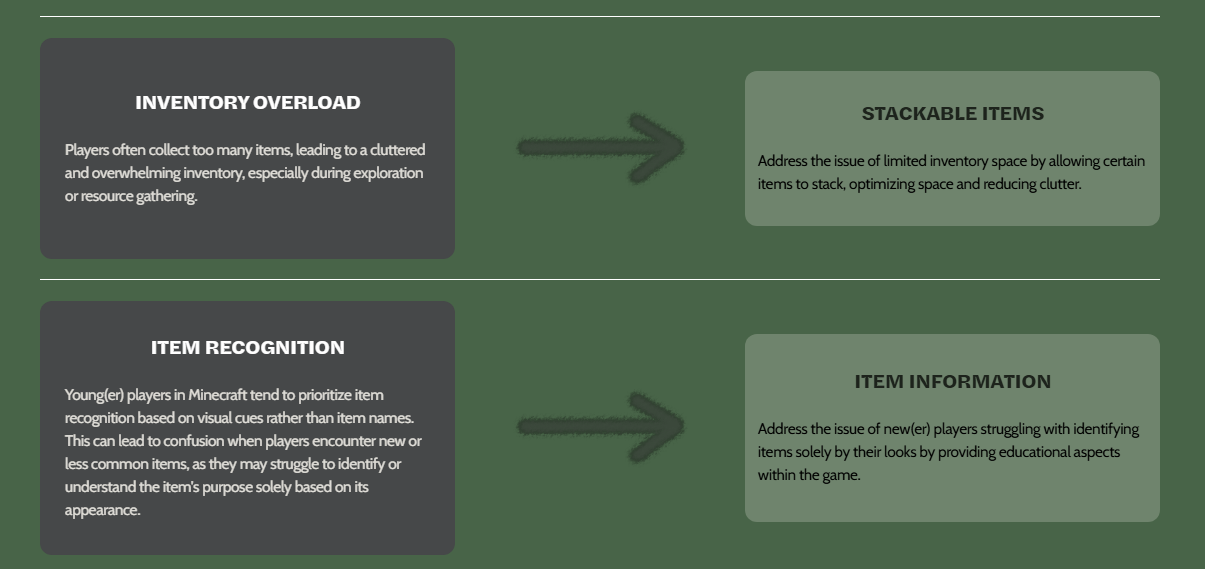 INVENTORY OVERLOAD
Players often collect too many items, leading to a cluttered
and overwhelming inventory, especially during exploration
or resource gathering.
STACKABLE ITEMS
Address the issue of limited inventory space by allowing certain
items to stack, optimizing space and reducing clutter.
ITEM RECOGNITION
Young(er) players in Minecraft tend to prioritize item
recognition based on visual cues rather than item names.
This can lead to confusion when players encounter new or
less common items, as they may struggle to identify or
understand the item's purpose solely based on its
appearance.
ITEM INFORMATION
Address the issue of new(er) players struggling with identifying
items solely by their looks by providing educational aspects
within the game.